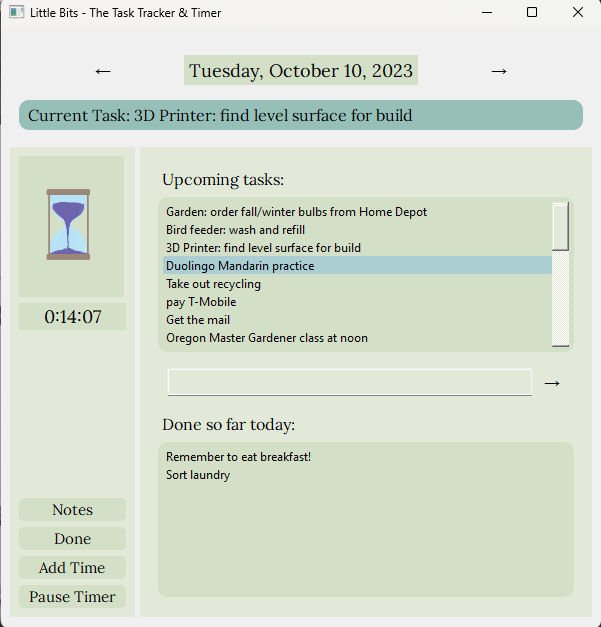 Little Bits - The Task Tracker & Timer
← Tuesday, October 10, 2023 →
Current Task: 3D Printer: find level surface for build
0:14:07
Notes
Done
Add Time
Pause Timer
Upcoming tasks:
Garden: order fall/winter bulbs from Home Depot
Bird feeder: wash and refill
3D Printer: find level surface for build
Duolingo Mandarin practice
Take out recycling
pay T-Mobile
Get the mail
Oregon Master Gardener class at noon
→
Done so far today:
Remember to eat breakfast!
Sort laundry